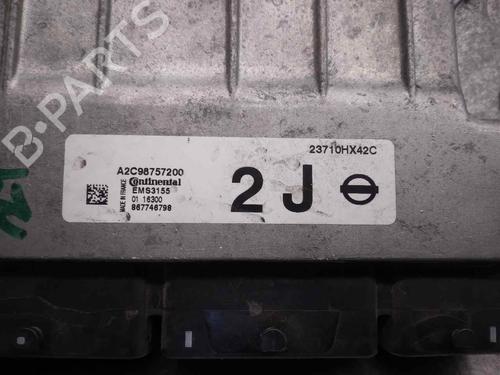 B-PARTS
23710HX42C
A2C98757200
Continental
EMS3155
01 16300
867746798
MADE IN FRANCE
2J